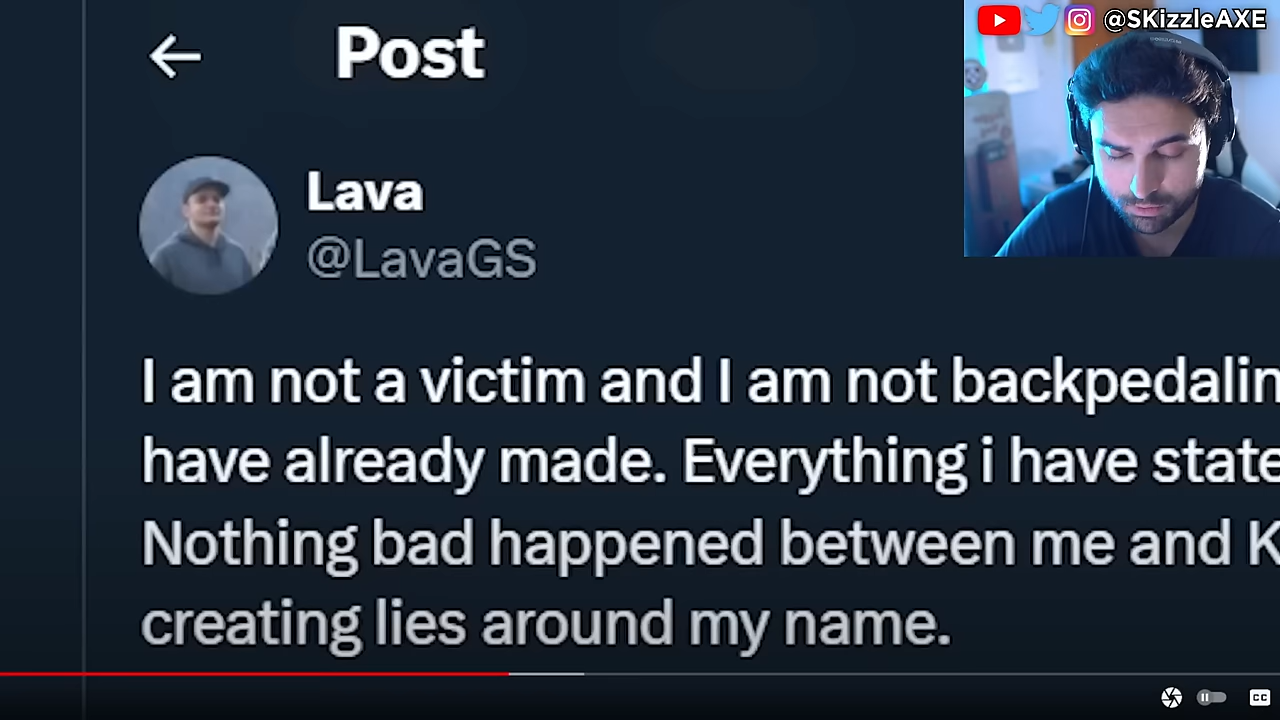 Post
@SKizzleAXE
Lava
@LavaGS
I am not a victim and I am not backpedalin
have already made. Everything i have state
Nothing bad happened between me and K
creating lies around my name.
CC